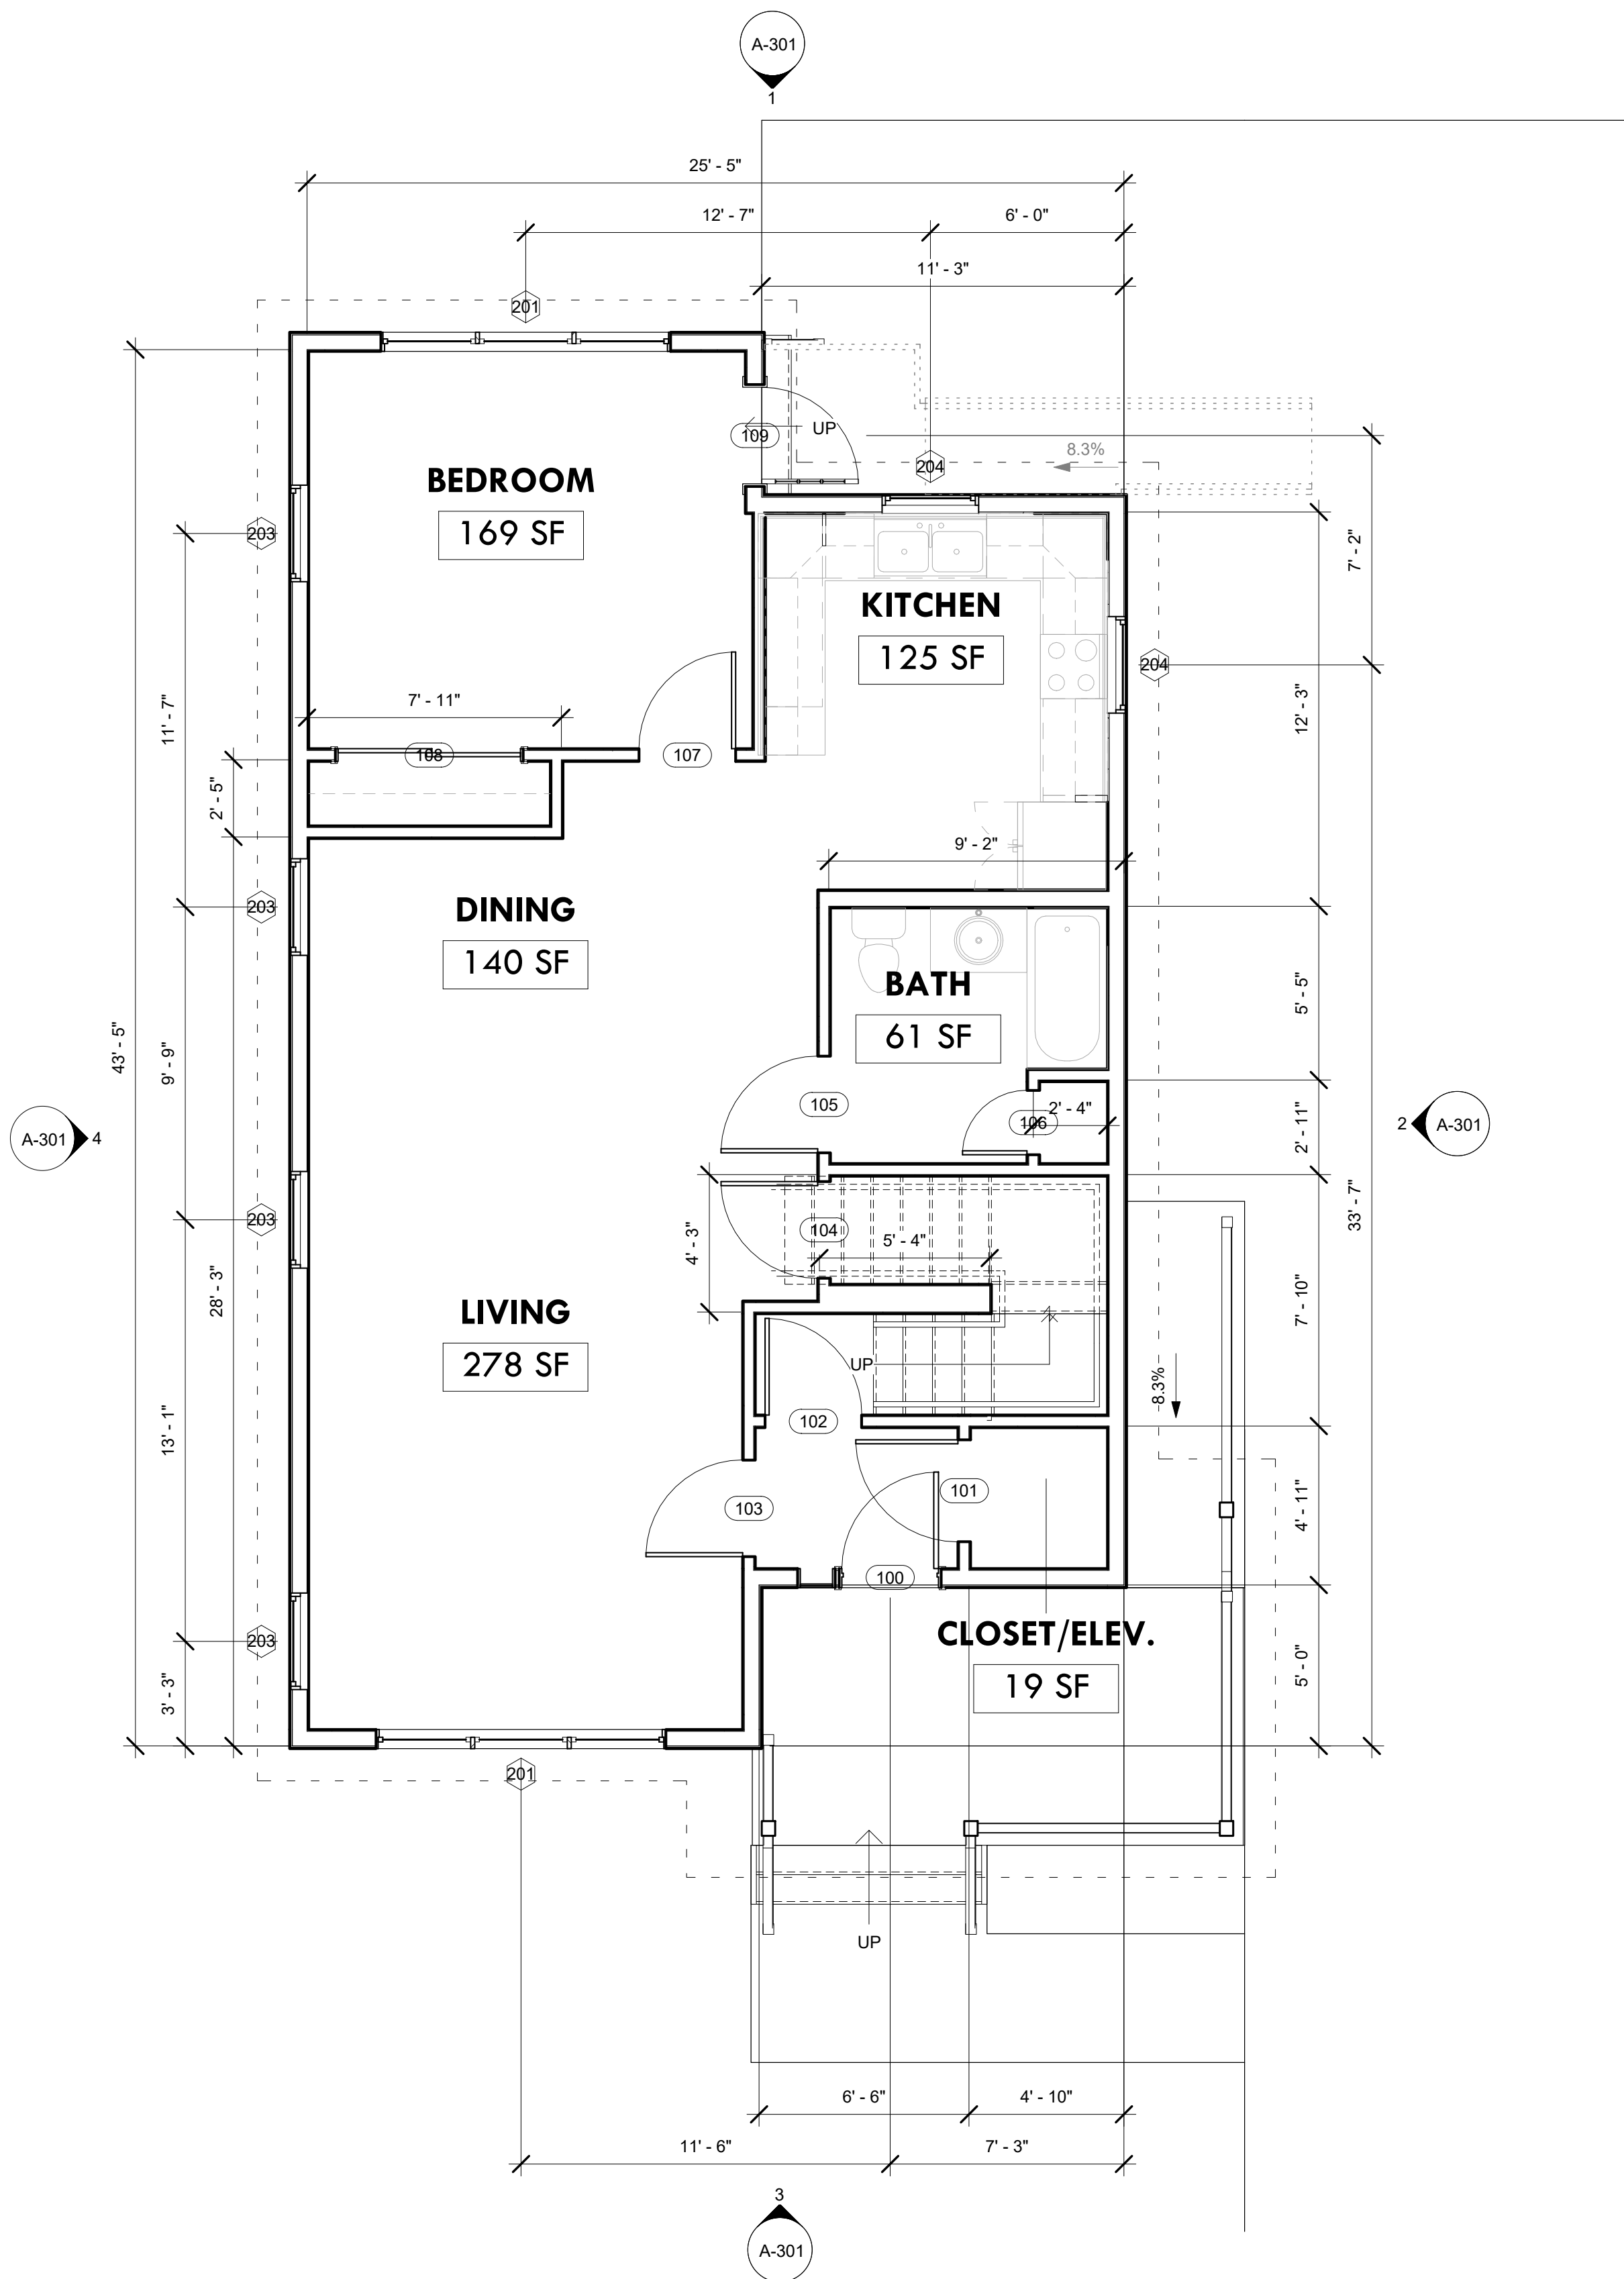 A-301
1
25' - 5"
12' - 7"
6' - 0"
11' - 3"
201
109
UP
204
8.3%
BEDROOM
169 SF
203
7' - 2"
KITCHEN
125 SF
204
7' - 11"
11' - 7"
12' - 3"
108
107
2' - 5"
9' - 2"
203
DINING
140 SF
BATH
61 SF
5' - 5"
43' - 5"
9' - 9"
105
106
2' - 4"
2' - 11"
A-301
4
2
A-301
203
104
5' - 4"
4' - 3"
33' - 7"
28' - 3"
LIVING
278 SF
7' - 10"
UP
8.3%
13' - 1"
102
103
101
4' - 11"
100
203
CLOSET/ELEV.
19 SF
3' - 3"
5' - 0"
201
UP
6' - 6"
4' - 10"
11' - 6"
7' - 3"
3
A-301